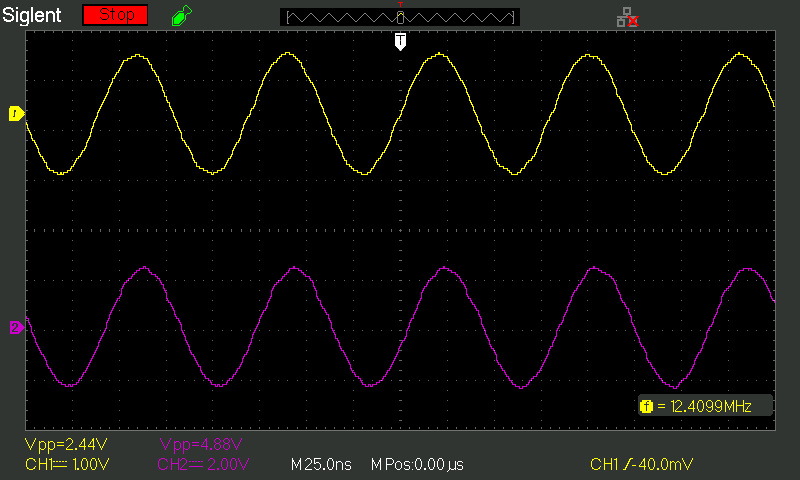 Siglent Stop
T
1
2
f = 12.4099MHz
Vpp=2.44V Vpp=4.88V
CH1 1.00V CH2 2.00V M25.0ns M Pos:0.00µs CH1 -40.0mV